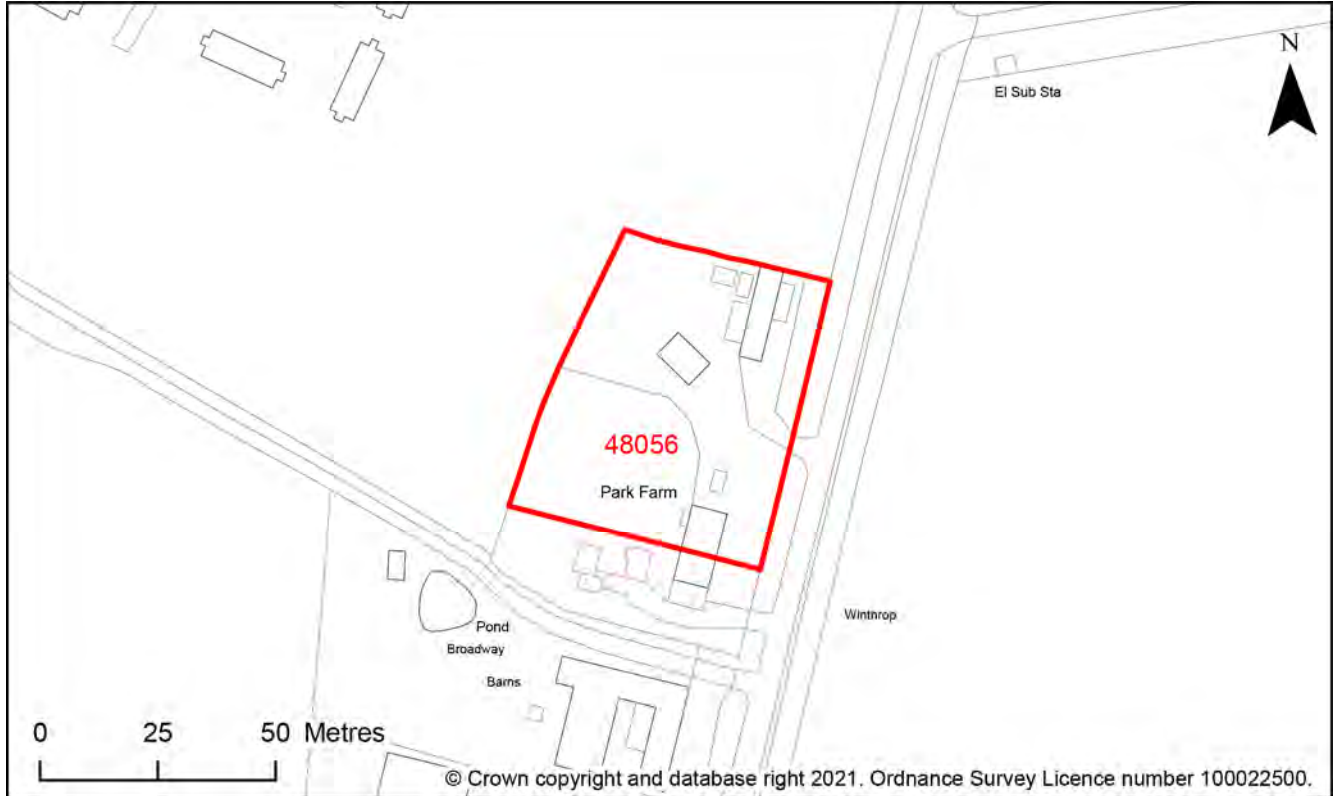 N
El Sub Sta
48056
Park Farm
Winthrop
Pond
Broadway
Barns
0 25 50 Metres
© Crown copyright and database right 2021. Ordnance Survey Licence number 100022500.